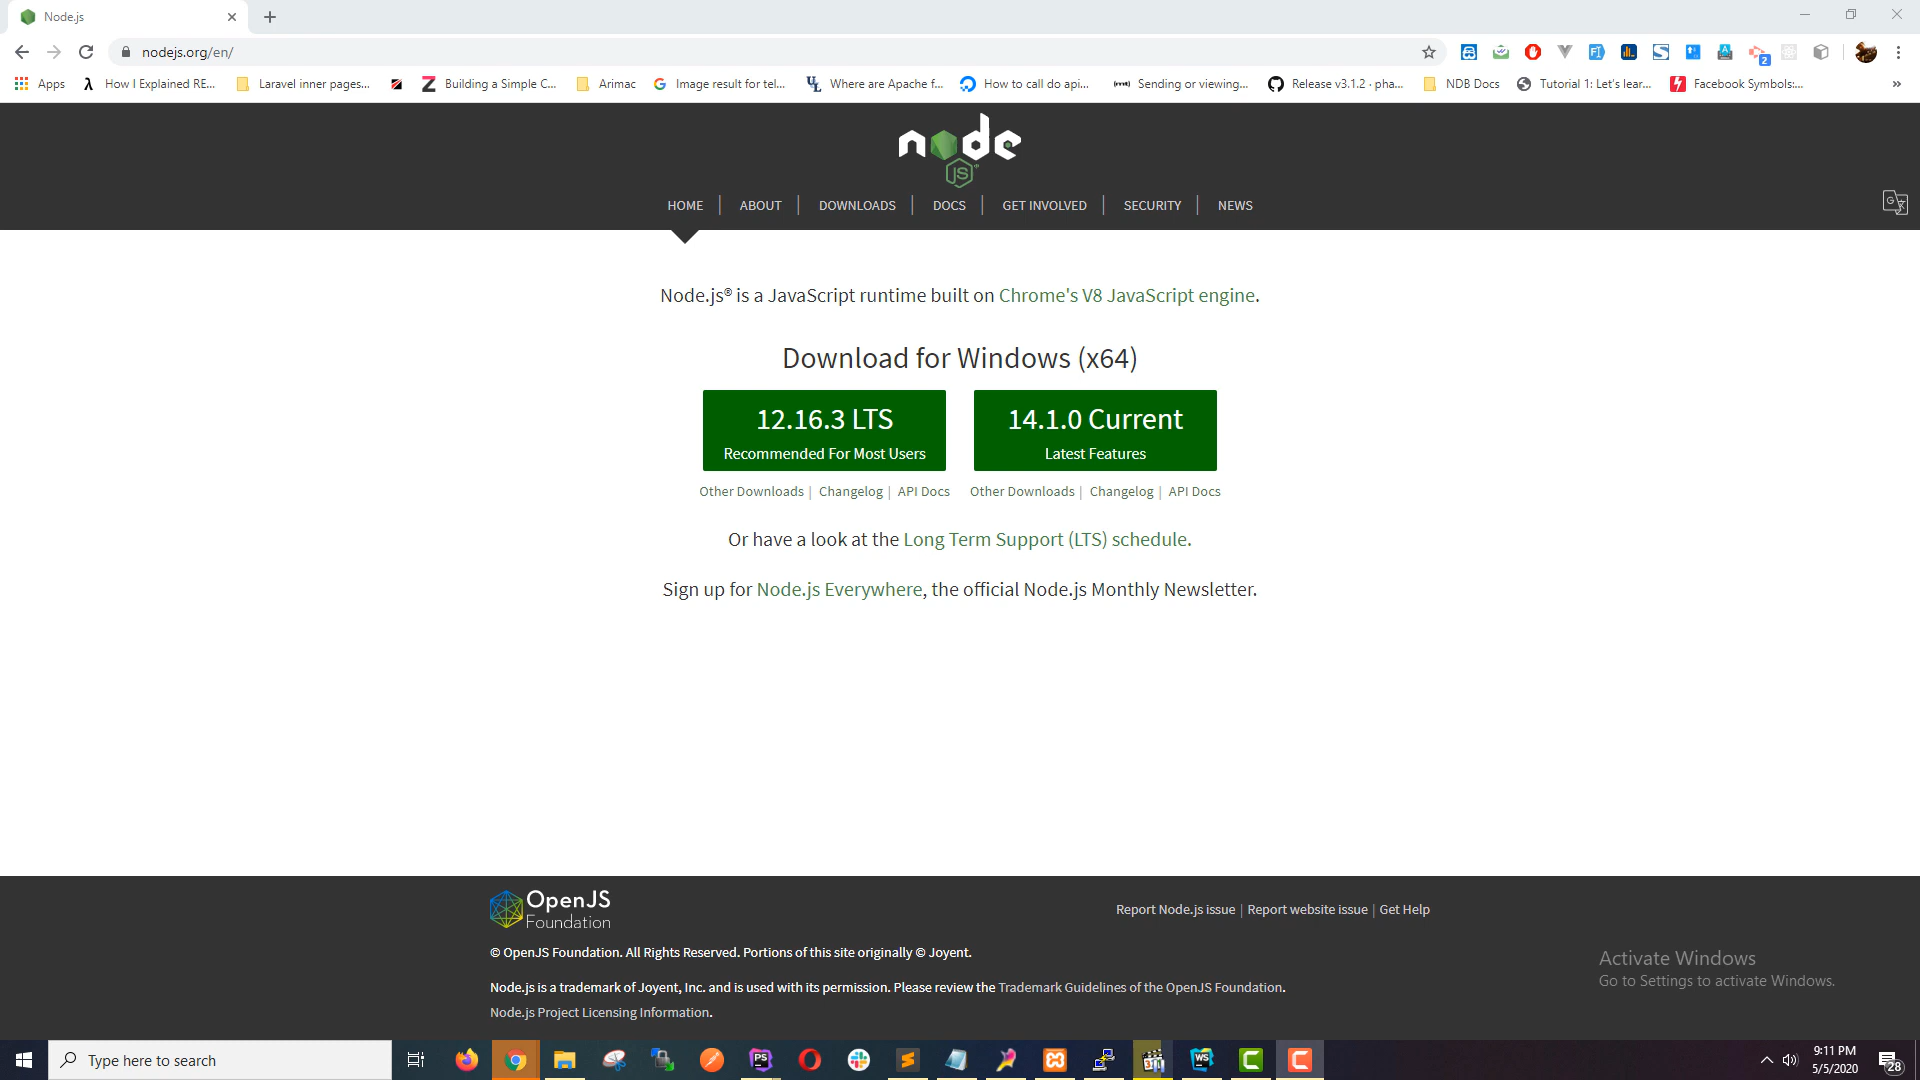 Node.js
nodejs.org/en/
Apps
How I Explained RE...
Laravel inner pages...
Building a Simple C...
Arimac
Image result for tel...
Where are Apache f...
How to call do api...
Sending or viewing...
Release v3.1.2 · pha...
NDB Docs
Tutorial 1: Let's lear...
Facebook Symbols:...
node
JS
HOME | ABOUT | DOWNLOADS | DOCS | GET INVOLVED | SECURITY | NEWS
Node.js® is a JavaScript runtime built on Chrome's V8 JavaScript engine.
Download for Windows (x64)
12.16.3 LTS
Recommended For Most Users
14.1.0 Current
Latest Features
Other Downloads | Changelog | API Docs
Other Downloads | Changelog | API Docs
Or have a look at the Long Term Support (LTS) schedule.
Sign up for Node.js Everywhere, the official Node.js Monthly Newsletter.
OpenJS
Foundation
Report Node.js issue | Report website issue | Get Help
© OpenJS Foundation. All Rights Reserved. Portions of this site originally © Joyent.
Node.js is a trademark of Joyent, Inc. and is used with its permission. Please review the Trademark Guidelines of the OpenJS Foundation.
Node.js Project Licensing Information.
Activate Windows
Go to Settings to activate Windows.
Type here to search
9:11 PM
5/5/2020
28